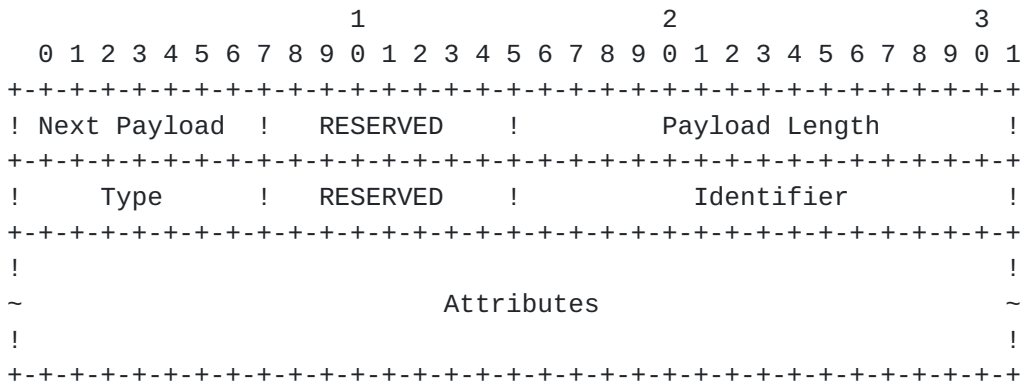 1                   2                   3
  0 1 2 3 4 5 6 7 8 9 0 1 2 3 4 5 6 7 8 9 0 1 2 3 4 5 6 7 8 9 0 1
+-+-+-+-+-+-+-+-+-+-+-+-+-+-+-+-+-+-+-+-+-+-+-+-+-+-+-+-+-+-+-+-+
! Next Payload  !   RESERVED    !         Payload Length        !
+-+-+-+-+-+-+-+-+-+-+-+-+-+-+-+-+-+-+-+-+-+-+-+-+-+-+-+-+-+-+-+-+
!     Type      !   RESERVED    !           Identifier          !
+-+-+-+-+-+-+-+-+-+-+-+-+-+-+-+-+-+-+-+-+-+-+-+-+-+-+-+-+-+-+-+-+
!                                                               !
~                           Attributes                          ~
!                                                               !
+-+-+-+-+-+-+-+-+-+-+-+-+-+-+-+-+-+-+-+-+-+-+-+-+-+-+-+-+-+-+-+-+